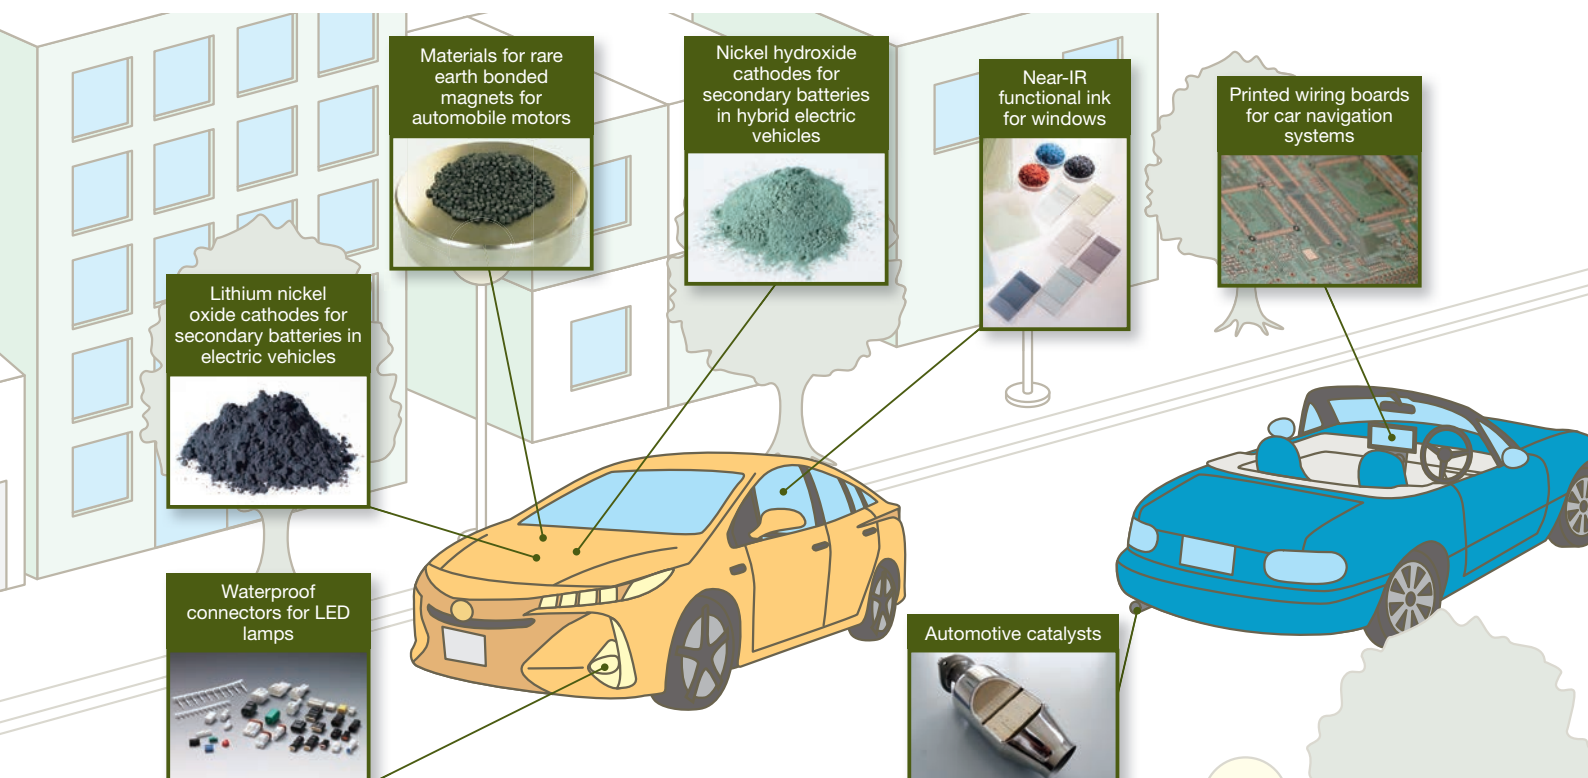 Materials for rare
earth bonded
magnets for
automobile motors
Nickel hydroxide
cathodes for
secondary batteries
in hybrid electric
vehicles
Near-IR
functional ink
for windows
Printed wiring boards
for car navigation
systems
Lithium nickel
oxide cathodes for
secondary batteries in
electric vehicles
Waterproof
connectors for LED
lamps
Automotive catalysts